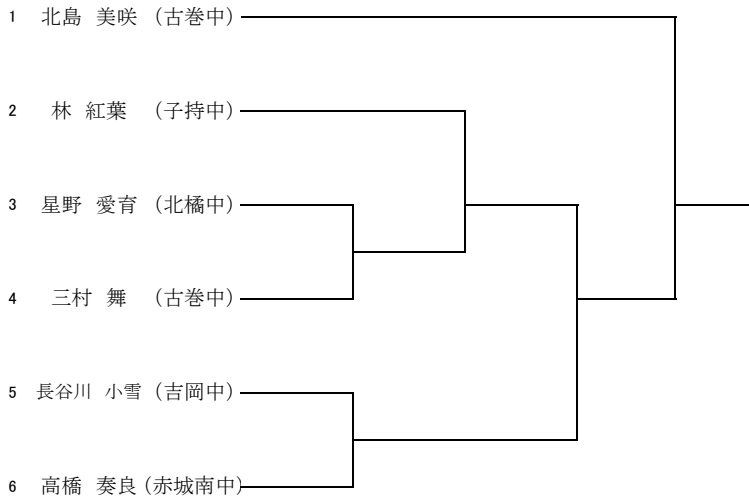 1 北島 美咲 (古巻中)
2 林 紅葉 (子持中)
3 星野 愛育 (北橘中)
4 三村 舞 (古巻中)
5 長谷川 小雪 (吉岡中)
6 高橋 奏良 (赤城南中)